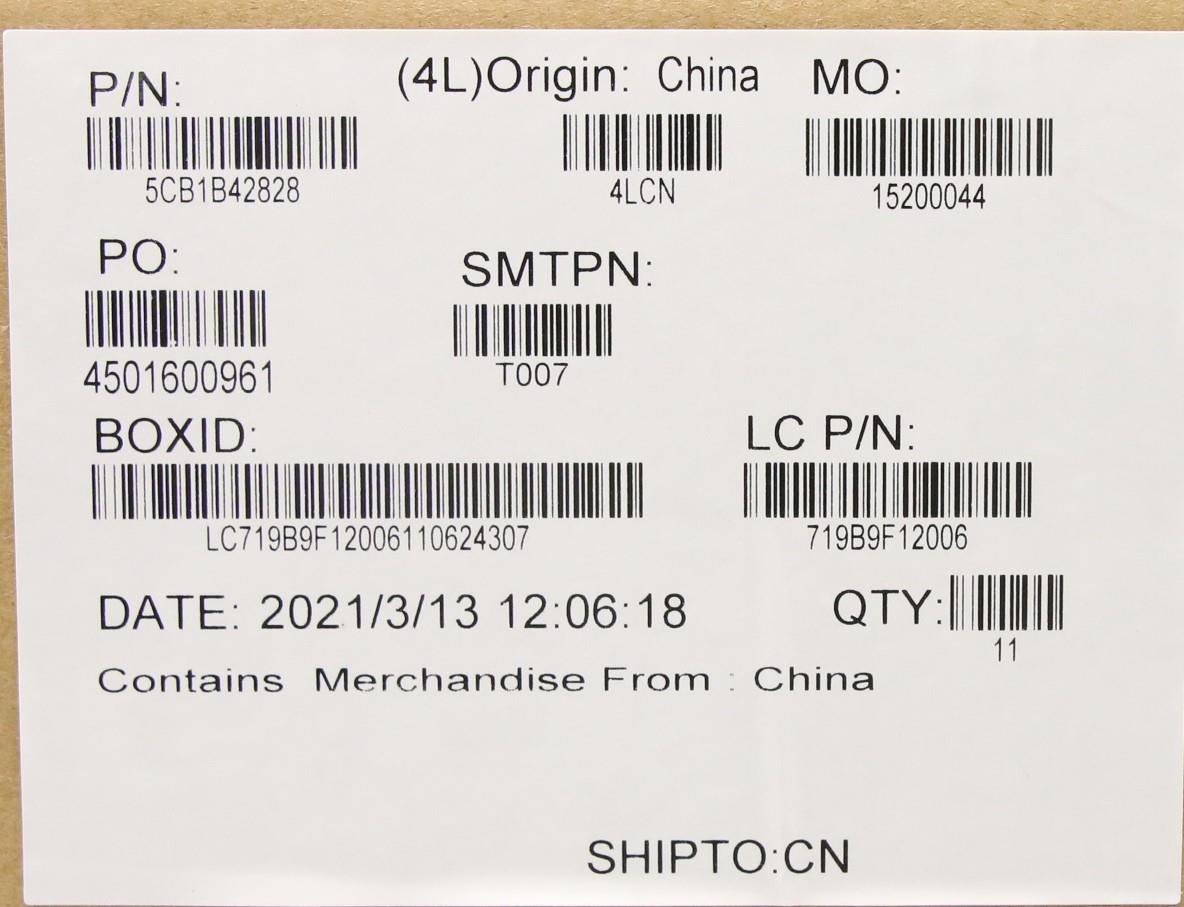 P/N: (4L)Origin: China MO:
5CB1B42828 4LCN 15200044
PO: SMTPN:
4501600961 T007
BOXID: LC P/N:
LC719B9F12006110624307 719B9F12006
DATE: 2021/3/13 12:06:18 QTY:
11
Contains Merchandise From : China
SHIPTO:CN